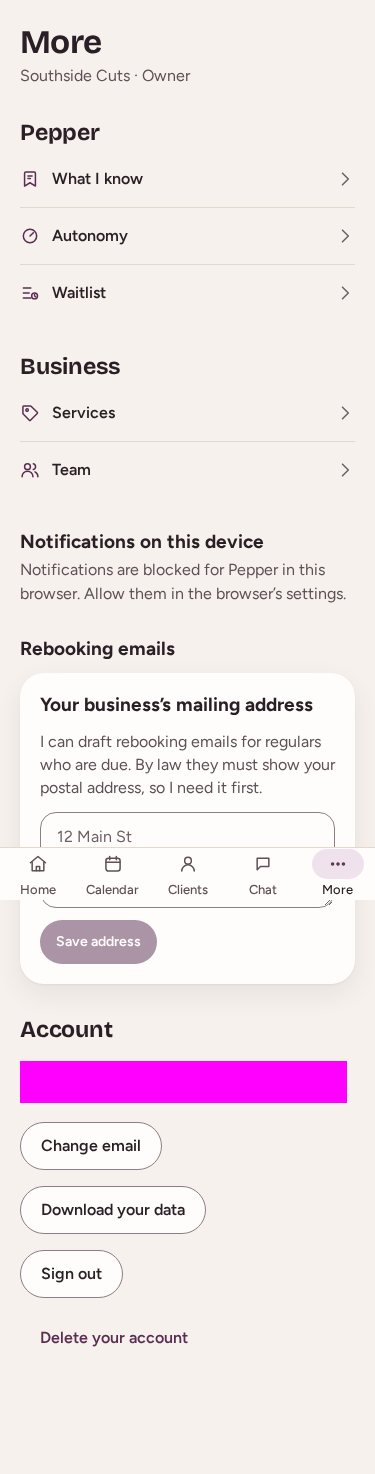 More
Southside Cuts · Owner
Pepper
What I know
Autonomy
Waitlist
Business
Services
Team
Notifications on this device
Notifications are blocked for Pepper in this
browser. Allow them in the browser’s settings.
Rebooking emails
Your business’s mailing address
I can draft rebooking emails for regulars
who are due. By law they must show your
postal address, so I need it first.
12 Main St
Home
Calendar
Clients
Chat
More
Save address
Account
Change email
Download your data
Sign out
Delete your account